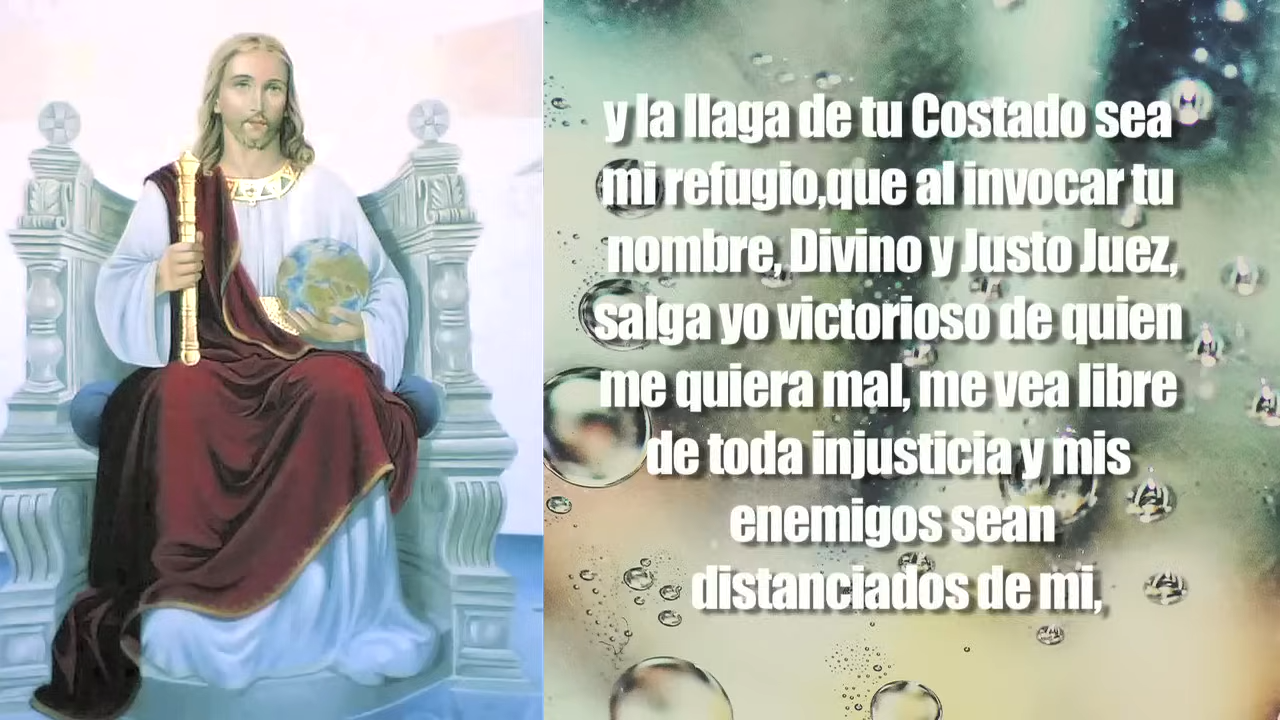 y la llaga de tu Costado sea
mi refugio,que al invocar tu
nombre, Divino y Justo Juez,
salga yo victorioso de quien
me quiera mal, me vea libre
de toda injusticia y mis
enemigos sean
distanciados de mi,